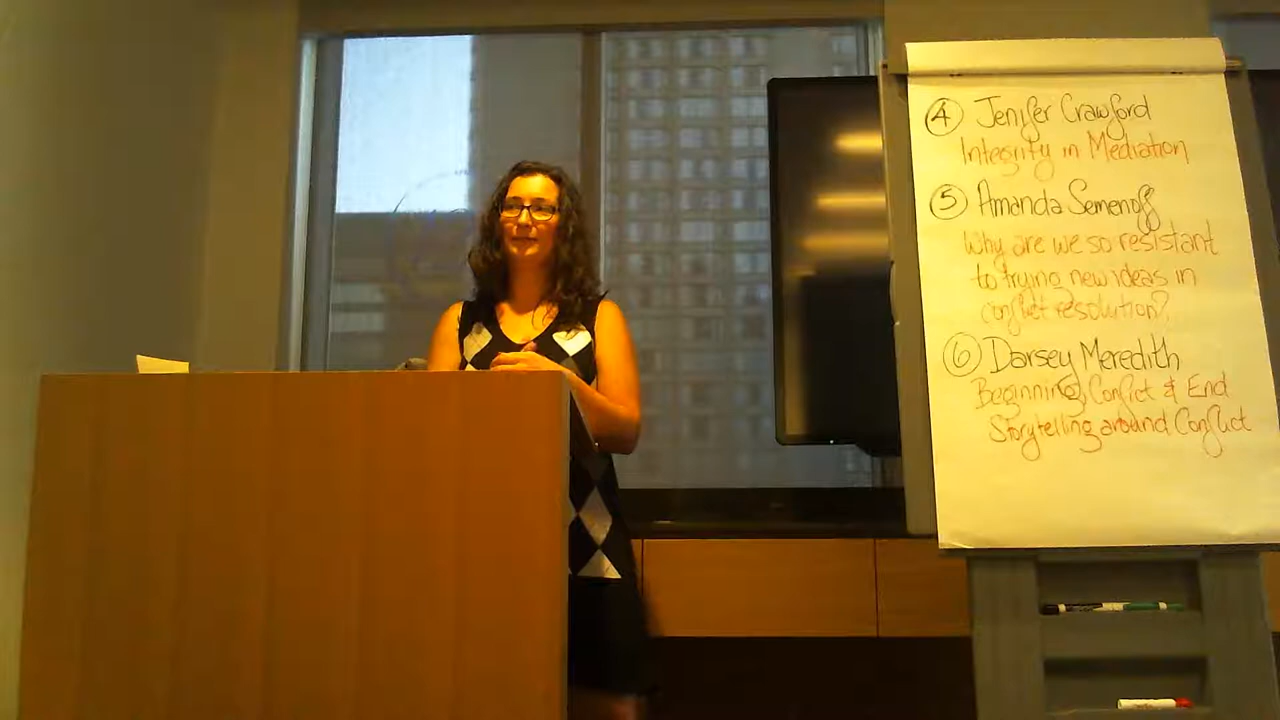 4 Jenifer Crawford
Integrity in Mediation
5 Amanda Semenoff
Why are we so resistant
to trying new ideas in
conflict resolution?
6 Dorsey Meredith
Beginning, Conflict & End
Storytelling around Conflict